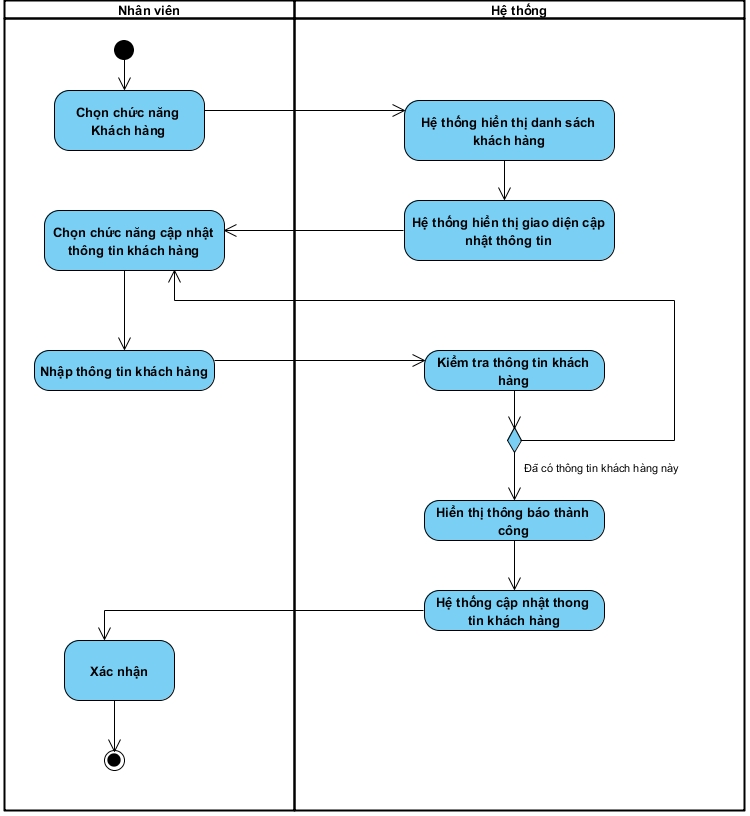 Nhân viên
Hệ thống
Chọn chức năng
Khách hàng
Hệ thống hiển thị danh sách
khách hàng
Chọn chức năng cập nhật
thông tin khách hàng
Hệ thống hiển thị giao diện cập
nhật thông tin
Nhập thông tin khách hàng
Kiểm tra thông tin khách
hàng
Đã có thông tin khách hàng này
Hiển thị thông báo thành
công
Hệ thống cập nhật thong
tin khách hàng
Xác nhận